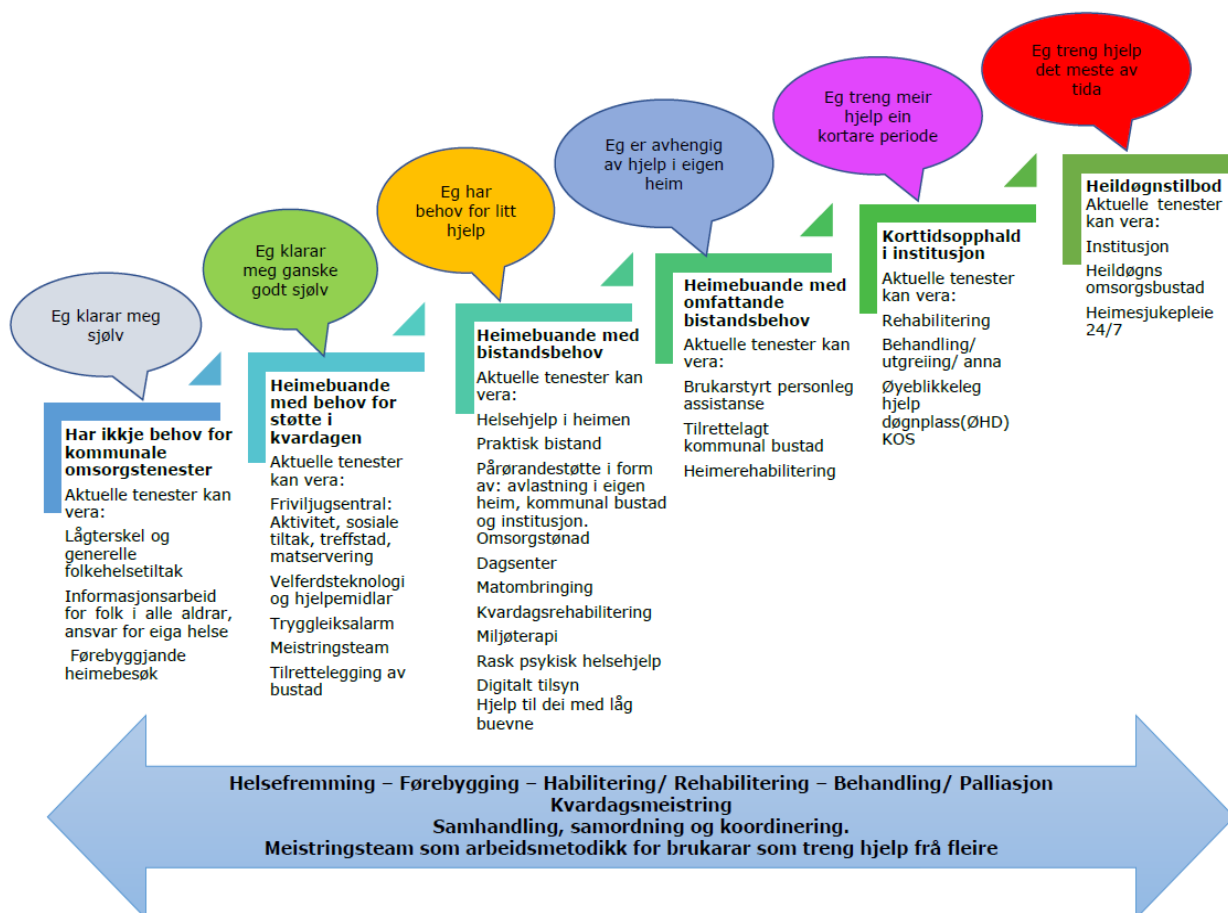 Eg klarar meg
sjølv
Har ikkje behov for
kommunale
omsorgstenester
Aktuelle tenester kan
vera:
Lågterskel og
generelle
folkehelsetiltak
Informasjonsarbeid
for folk i alle aldrar,
ansvar for eiga helse
Førebyggjande
heimebesøk
Eg klarar
meg ganske
godt sjølv
Heimebuande
med behov for
støtte i
kvardagen
Aktuelle tenester
kan vera:
Friviljugsentral:
Aktivitet, sosiale
tiltak, treffstad,
matservering
Velferdsteknologi
og hjelpemidlar
Tryggleiksalarm
Meistringsteam
Tilrettelegging av
bustad
Eg har
behov for litt
hjelp
Heimebuande med
bistandsbehov
Aktuelle tenester kan
vera:
Helsehjelp i heimen
Praktisk bistand
Pårørandestøtte i form
av: avlastning i eigen
heim, kommunal bustad
og institusjon.
Omsorgstønad
Dagsenter
Matombringing
Kvardagsrehabilitering
Miljøterapi
Rask psykisk helsehjelp
Digitalt tilsyn
Hjelp til dei med låg
buevne
Eg er avhengig
av hjelp i eigen
heim
Heimebuande med
omfattande
bistandsbehov
Aktuelle tenester kan
vera:
Brukarstyrt personleg
assistanse
Tilrettelagt
kommunal bustad
Heimerehabilitering
Eg treng meir
hjelp ein
kortare periode
Korttidsopphald
i institusjon
Aktuelle tenester
kan vera:
Rehabilitering
Behandling/
utgreiing/ anna
Øyeblikkeleg
hjelp
døgnplass(ØHD)
KOS
Eg treng hjelp
det meste av
tida
Heildøgnstilbod
Aktuelle tenester
kan vera:
Institusjon
Heildøgns
omsorgsbustad
Heimesjukepleie
24/7
Helsefremming – Førebygging – Habilitering/ Rehabilitering – Behandling/ Palliasjon
Kvardagsmeistring
Samhandling, samordning og koordinering.
Meistringsteam som arbeidsmetodikk for brukarar som treng hjelp frå fleire